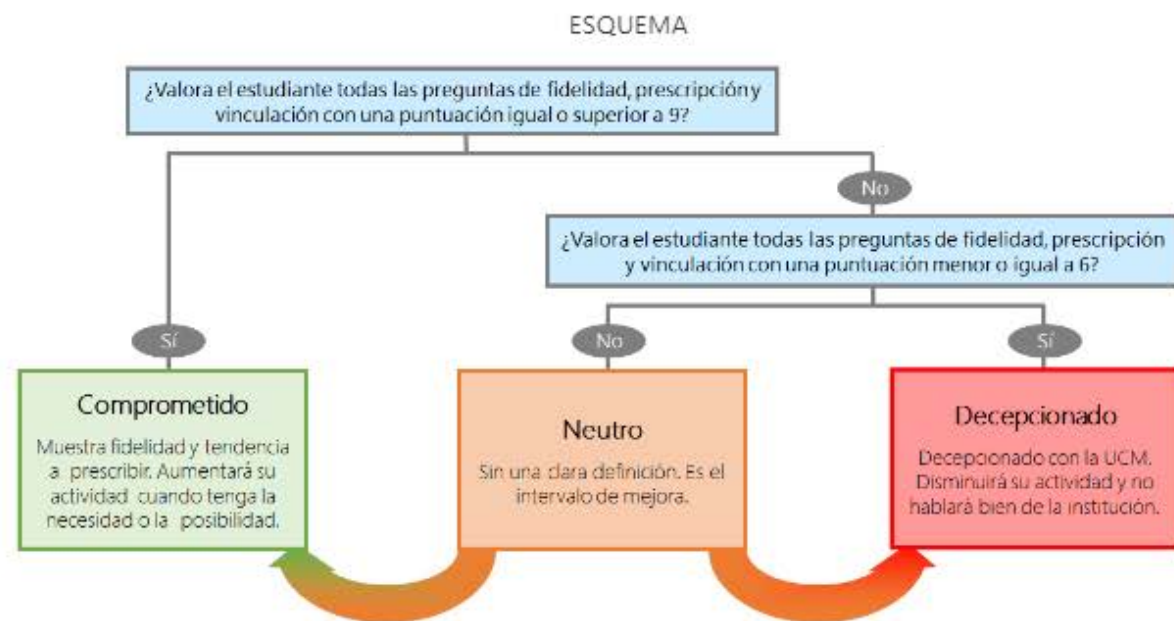 ESQUEMA
¿Valora el estudiante todas las preguntas de fidelidad, prescripción y
vinculación con una puntuación igual o superior a 9?
No
¿Valora el estudiante todas las preguntas de fidelidad, prescripción
y vinculación con una puntuación menor o igual a 6?
Sí
No
Sí
Comprometido
Muestra fidelidad y tendencia
a prescribir. Aumentará su
actividad cuando tenga la
necesidad o la posibilidad.
Neutro
Sin una clara definición. Es el
intervalo de mejora.
Decepcionado
Decepcionado con la UCM.
Disminuirá su actividad y no
hablará bien de la institución.